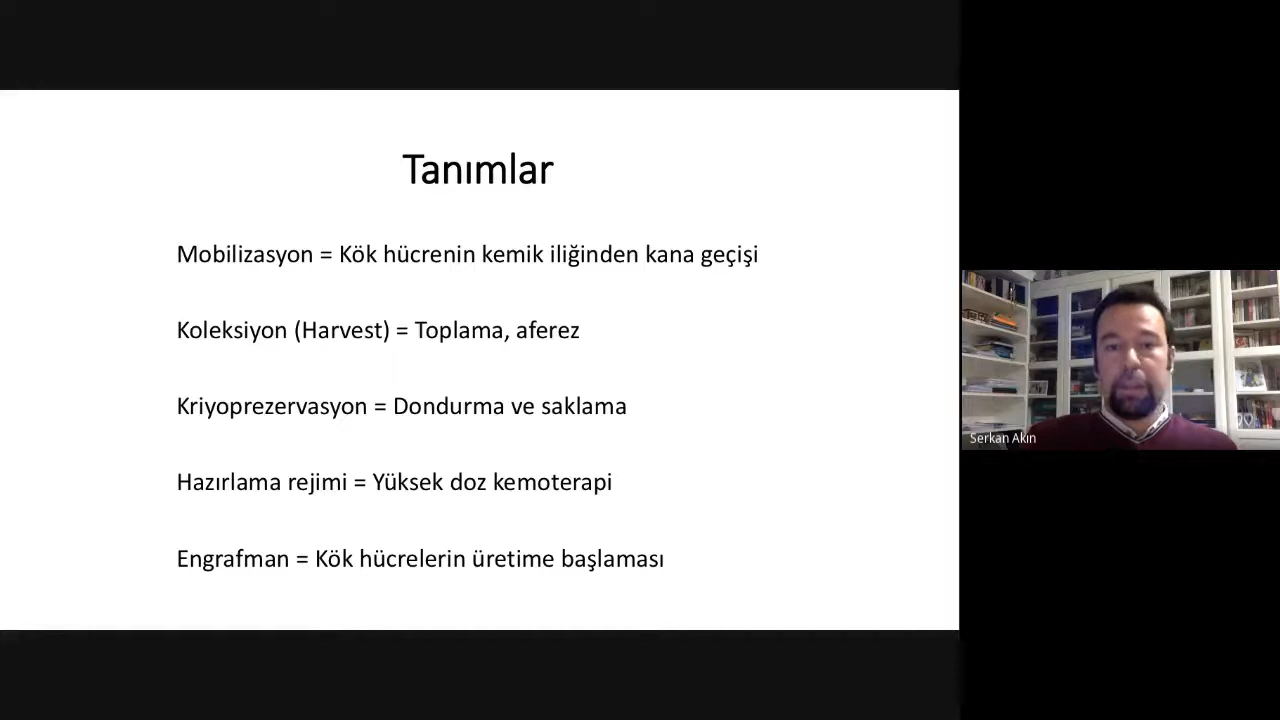 Tanımlar
Mobilizasyon = Kök hücrenin kemik iliğinden kana geçişi
Koleksiyon (Harvest) = Toplama, aferez
Kriyoprezervasyon = Dondurma ve saklama
Hazırlama rejimi = Yüksek doz kemoterapi
Engrafman = Kök hücrelerin üretime başlaması
Serkan Akın